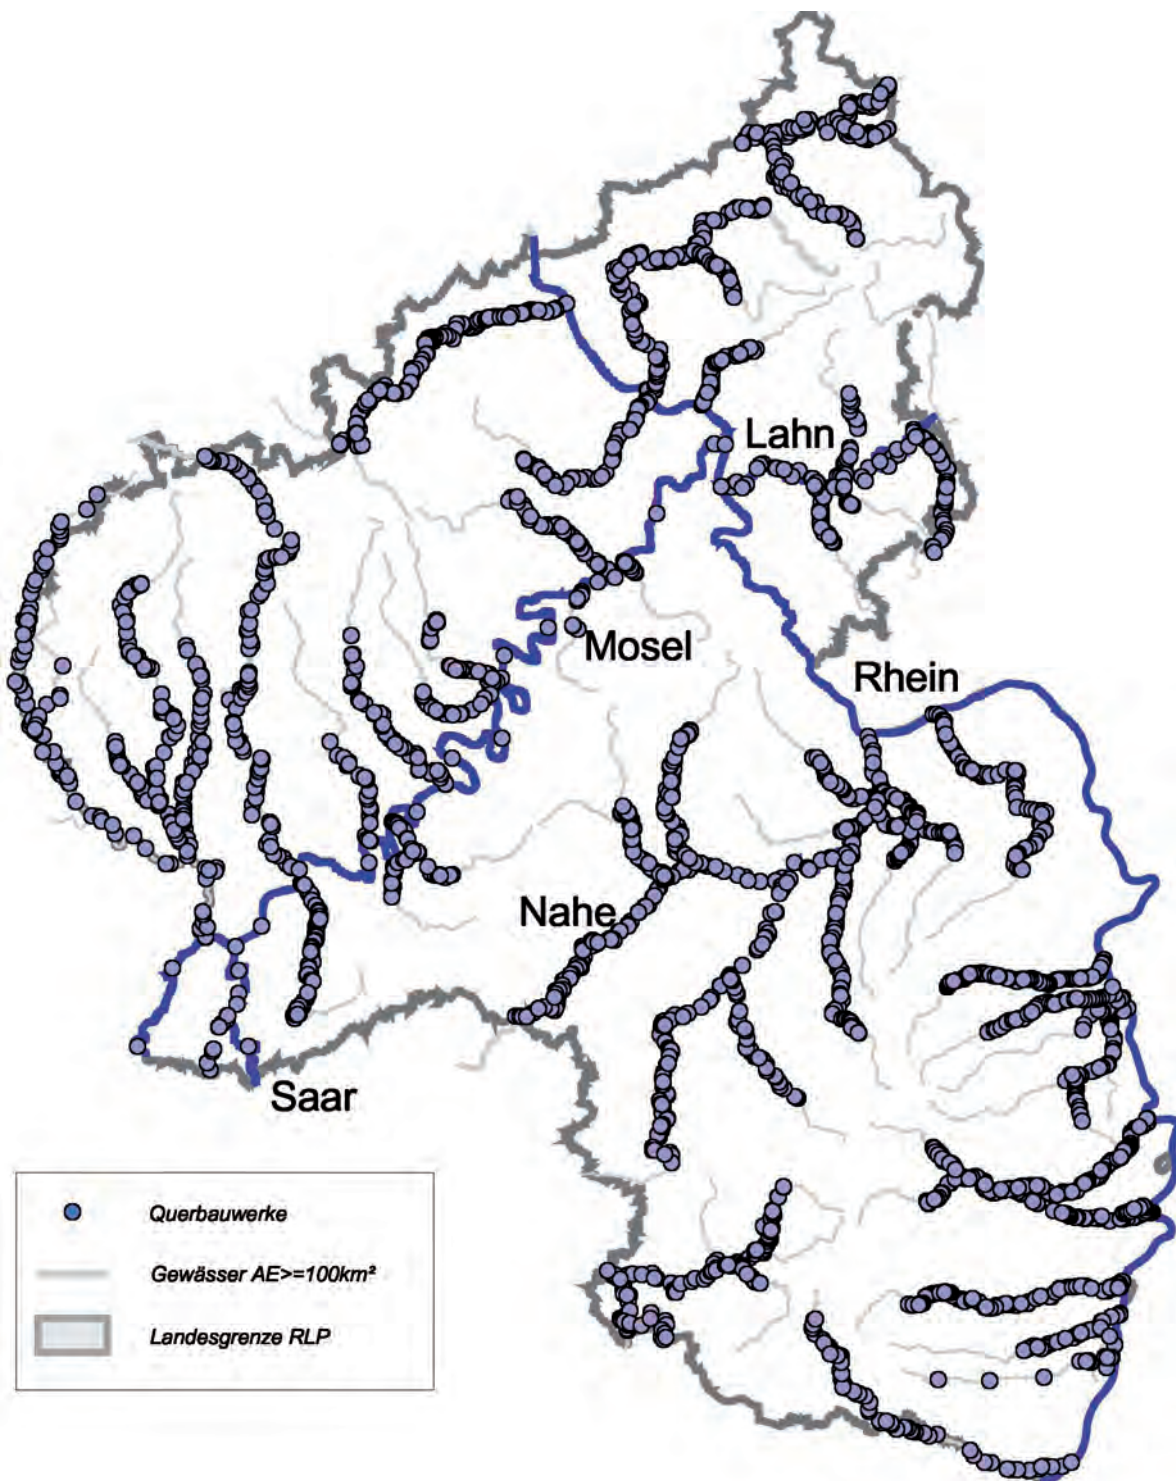 Lahn
Mosel
Rhein
Nahe
Saar
Querbauwerke
Gewässer AE>=100km²
Landesgrenze RLP